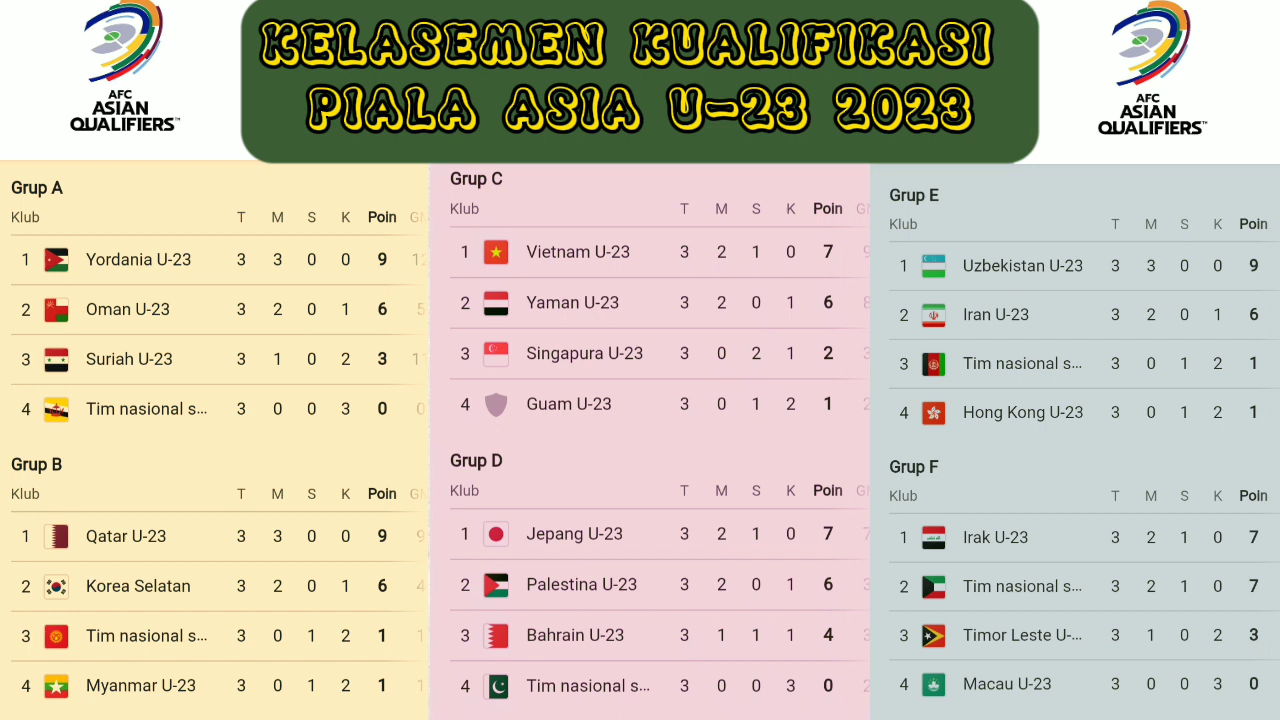 KELASEMEN KUALIFIKASI
PIALA ASIA U-23 2023
AFC
ASIAN
QUALIFIERS™
AFC
ASIAN
QUALIFIERS™
Grup A
Klub T M S K Poin
1 Yordania U-23 3 3 0 0 9
2 Oman U-23 3 2 0 1 6
3 Suriah U-23 3 1 0 2 3
4 Tim nasional s... 3 0 0 3 0
Grup B
Klub T M S K Poin
1 Qatar U-23 3 3 0 0 9
2 Korea Selatan 3 2 0 1 6
3 Tim nasional s... 3 0 1 2 1
4 Myanmar U-23 3 0 1 2 1
Grup C
Klub T M S K Poin
1 Vietnam U-23 3 2 1 0 7
2 Yaman U-23 3 2 0 1 6
3 Singapura U-23 3 0 2 1 2
4 Guam U-23 3 0 1 2 1
Grup D
Klub T M S K Poin
1 Jepang U-23 3 2 1 0 7
2 Palestina U-23 3 2 0 1 6
3 Bahrain U-23 3 1 1 1 4
4 Tim nasional s... 3 0 0 3 0
Grup E
Klub T M S K Poin
1 Uzbekistan U-23 3 3 0 0 9
2 Iran U-23 3 2 0 1 6
3 Tim nasional s... 3 0 1 2 1
4 Hong Kong U-23 3 0 1 2 1
Grup F
Klub T M S K Poin
1 Irak U-23 3 2 1 0 7
2 Tim nasional s... 3 2 1 0 7
3 Timor Leste U-... 3 1 0 2 3
4 Macau U-23 3 0 0 3 0